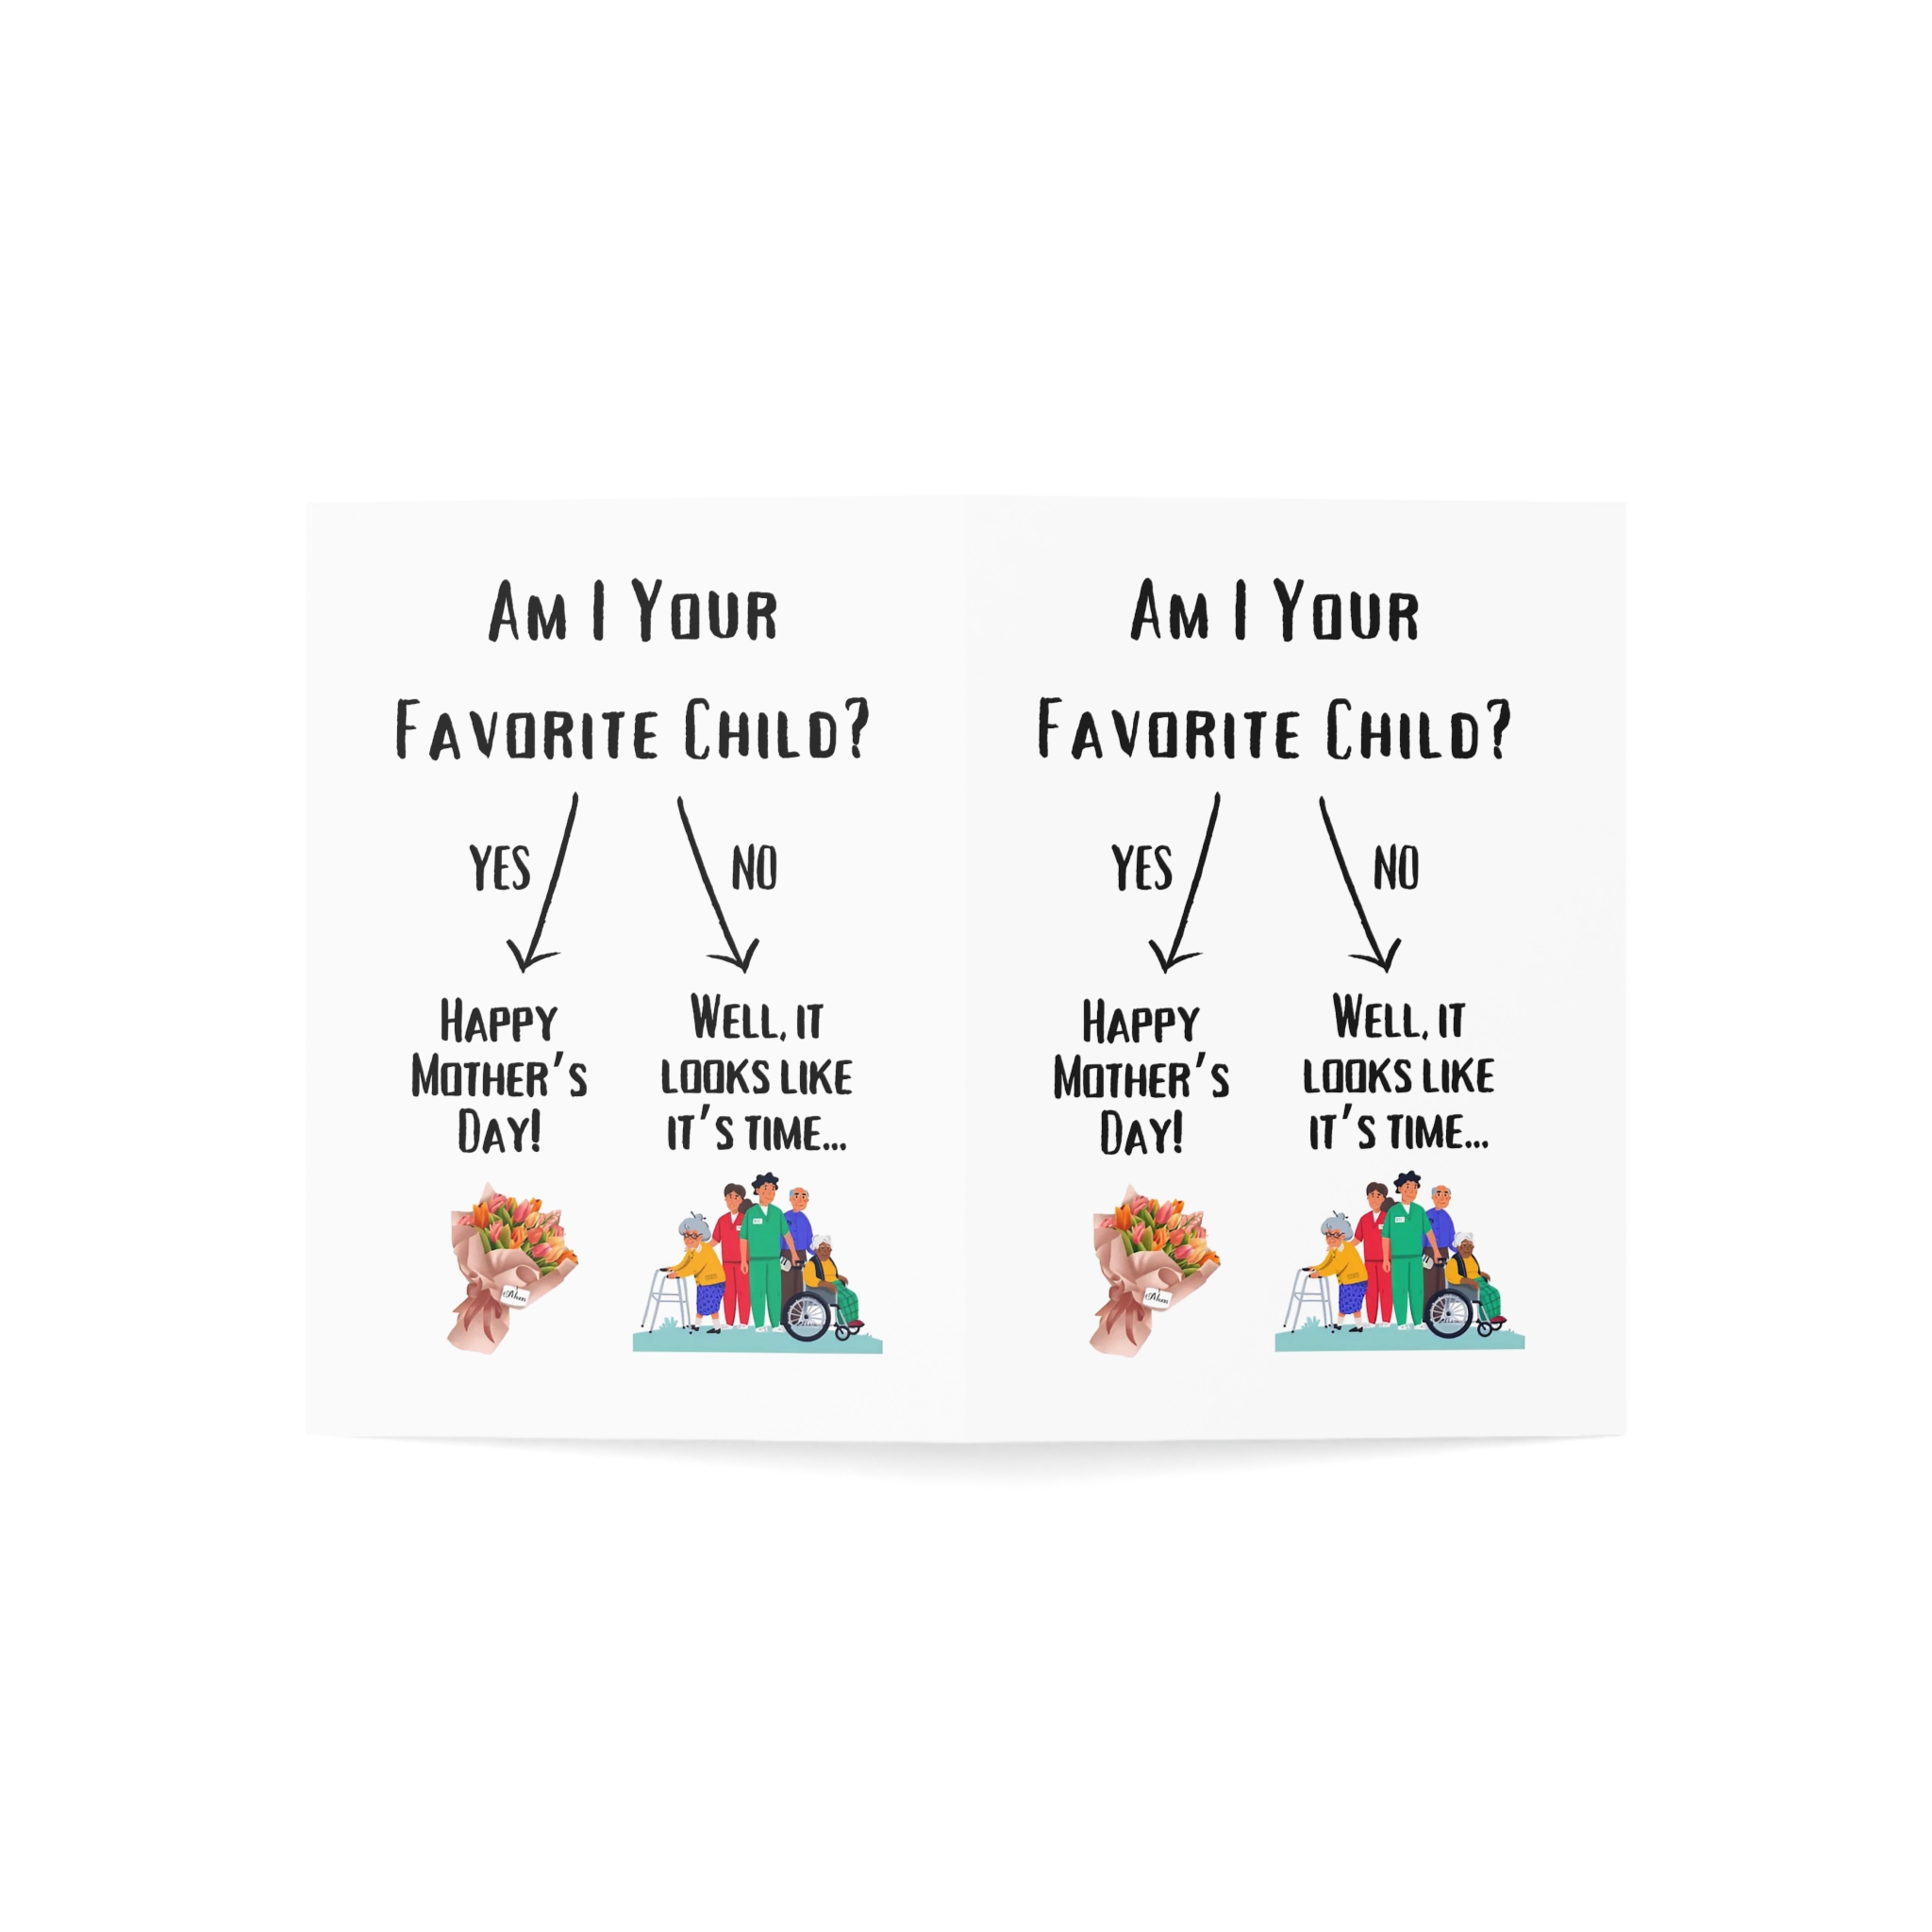 Am I Your
Favorite Child?
YES
NO
Happy
Mother's
Day!
Well, it
looks like
it's time...
Mom
Am I Your
Favorite Child?
YES
NO
Happy
Mother's
Day!
Well, it
looks like
it's time...
Mom